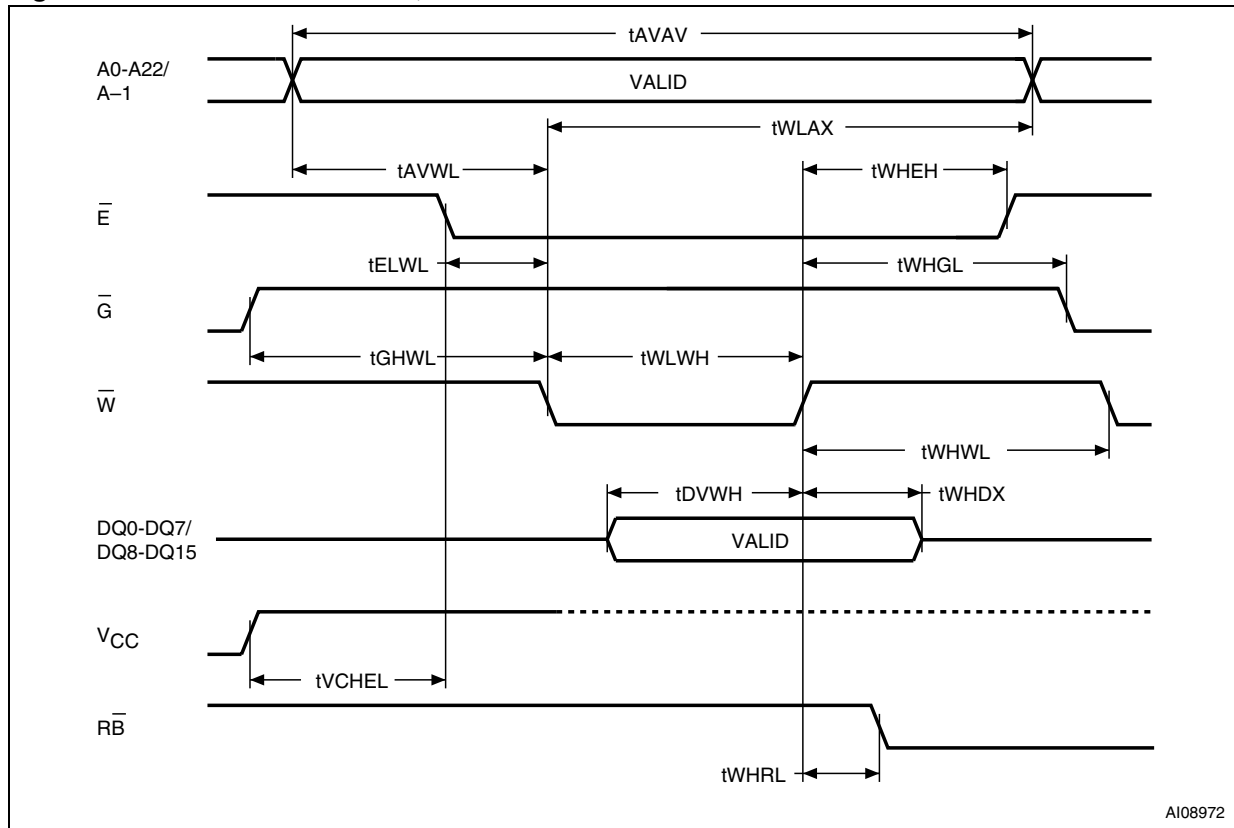 tAVAV
A0-A22/
A–1
VALID
tWLAX
tAVWL
tWHEH
E̅
tELWL
tWHGL
G̅
tGHWL
tWLWH
W̅
tWHWL
tDVWH
tWHDX
DQ0-DQ7/
DQ8-DQ15
VALID
VCC
tVCHEL
RB̅
tWHRL
AI08972